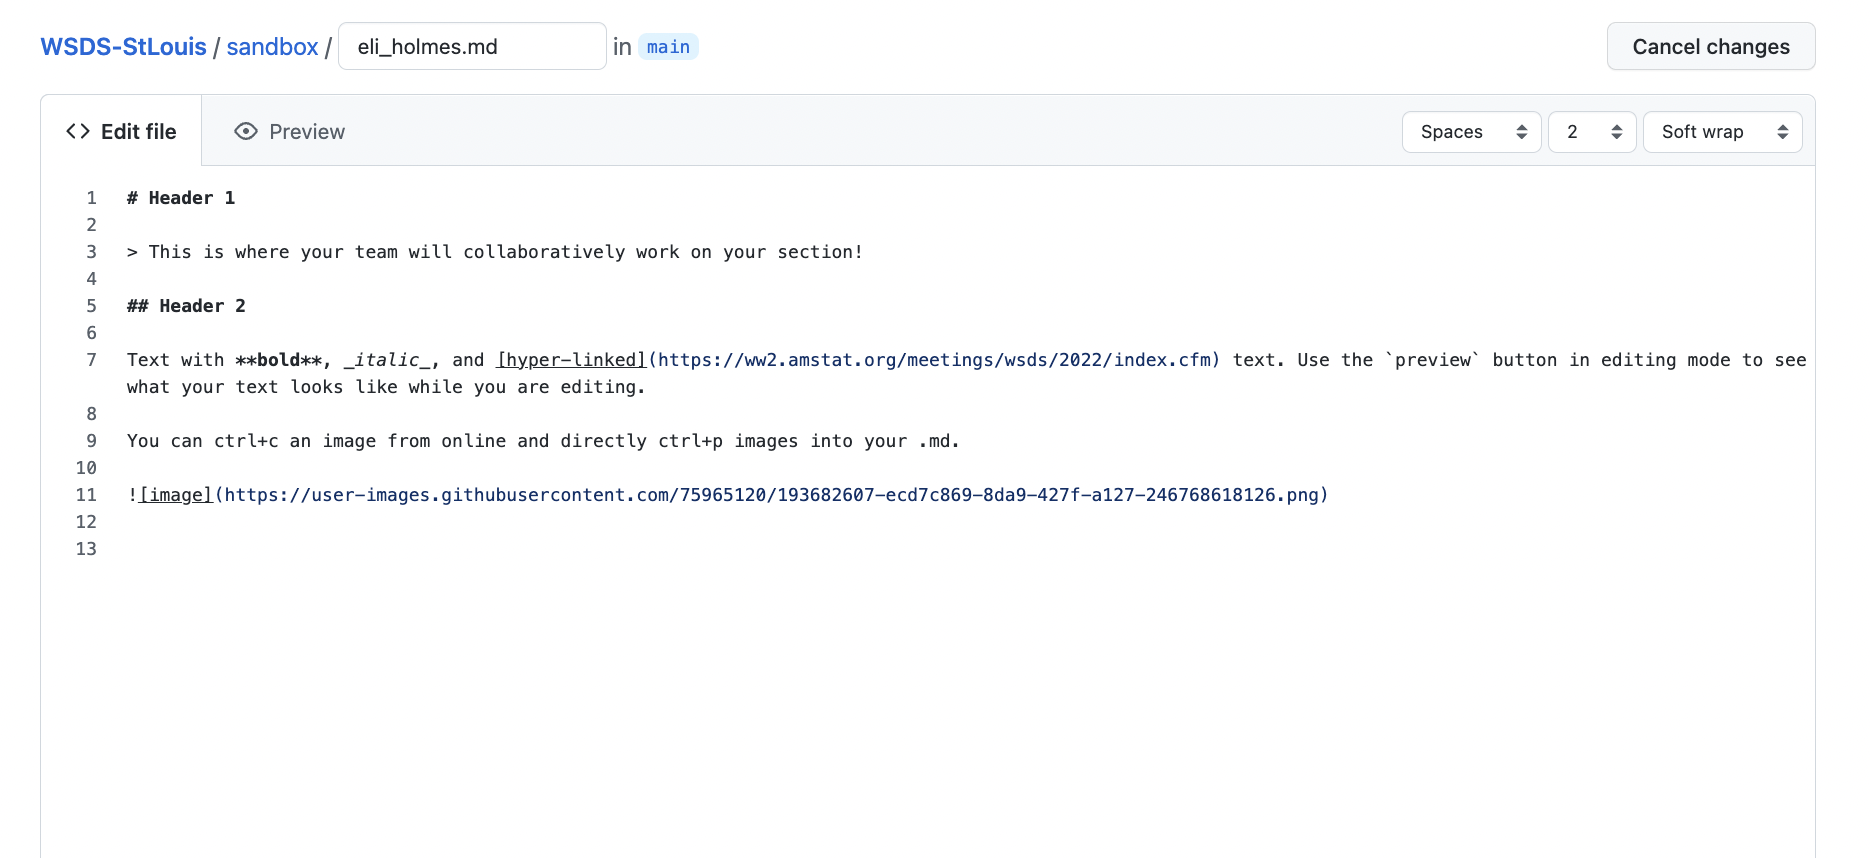 WSDS-StLouis / sandbox / eli_holmes.md in main
Cancel changes
<> Edit file
Preview
Spaces
2
Soft wrap
1 # Header 1
2
3 > This is where your team will collaboratively work on your section!
4
5 ## Header 2
6
7 Text with **bold**, _italic_, and [hyper-linked](https://ww2.amstat.org/meetings/wsds/2022/index.cfm) text. Use the `preview` button in editing mode to see
what your text looks like while you are editing.
8
9 You can ctrl+c an image from online and directly ctrl+p images into your .md.
10
11 ![image](https://user-images.githubusercontent.com/75965120/193682607-ecd7c869-8da9-427f-a127-246768618126.png)
12
13